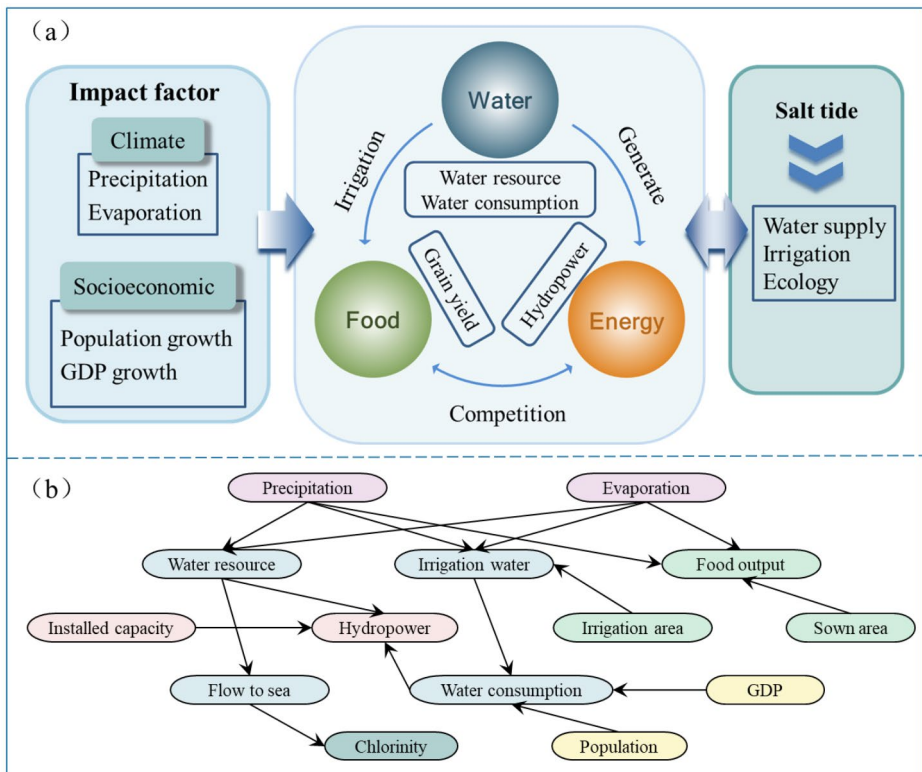 (a)
Impact factor
Climate
Precipitation
Evaporation
Socioeconomic
Population growth
GDP growth
Water
Irrigation
Generate
Water resource
Water consumption
Grain yield
Hydropower
Food
Energy
Competition
Salt tide
Water supply
Irrigation
Ecology
(b)
Precipitation
Evaporation
Water resource
Irrigation water
Food output
Installed capacity
Hydropower
Irrigation area
Sown area
Flow to sea
Water consumption
GDP
Chlorinity
Population